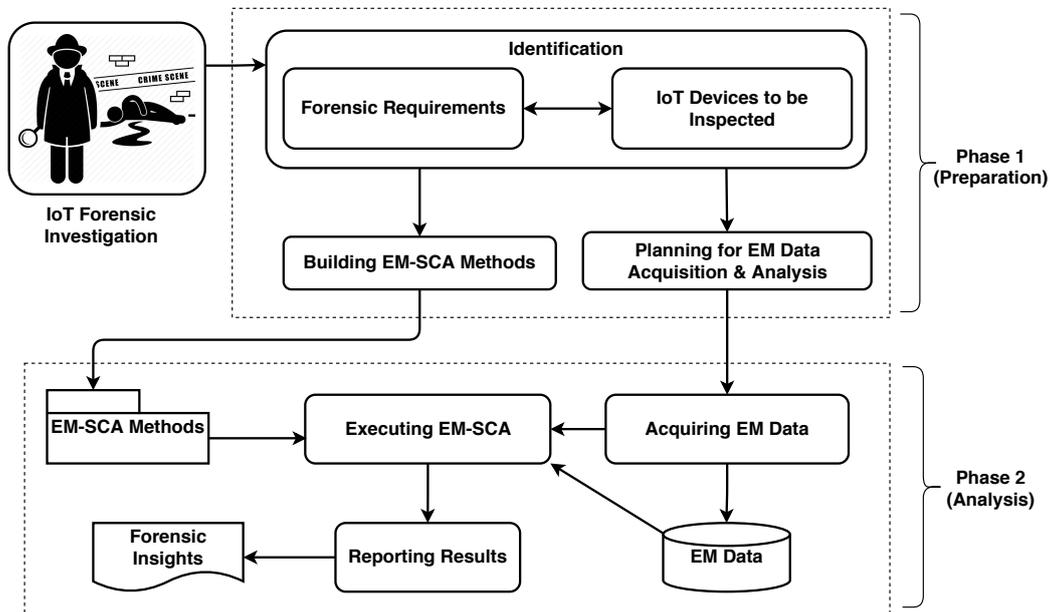 Identification
SCENE
CRIME SCENE
Forensic Requirements
IoT Devices to be
Inspected
Phase 1
(Preparation)
IoT Forensic
Investigation
Building EM-SCA Methods
Planning for EM Data
Acquisition & Analysis
EM-SCA Methods
Executing EM-SCA
Acquiring EM Data
Phase 2
(Analysis)
Forensic
Insights
Reporting Results
EM Data